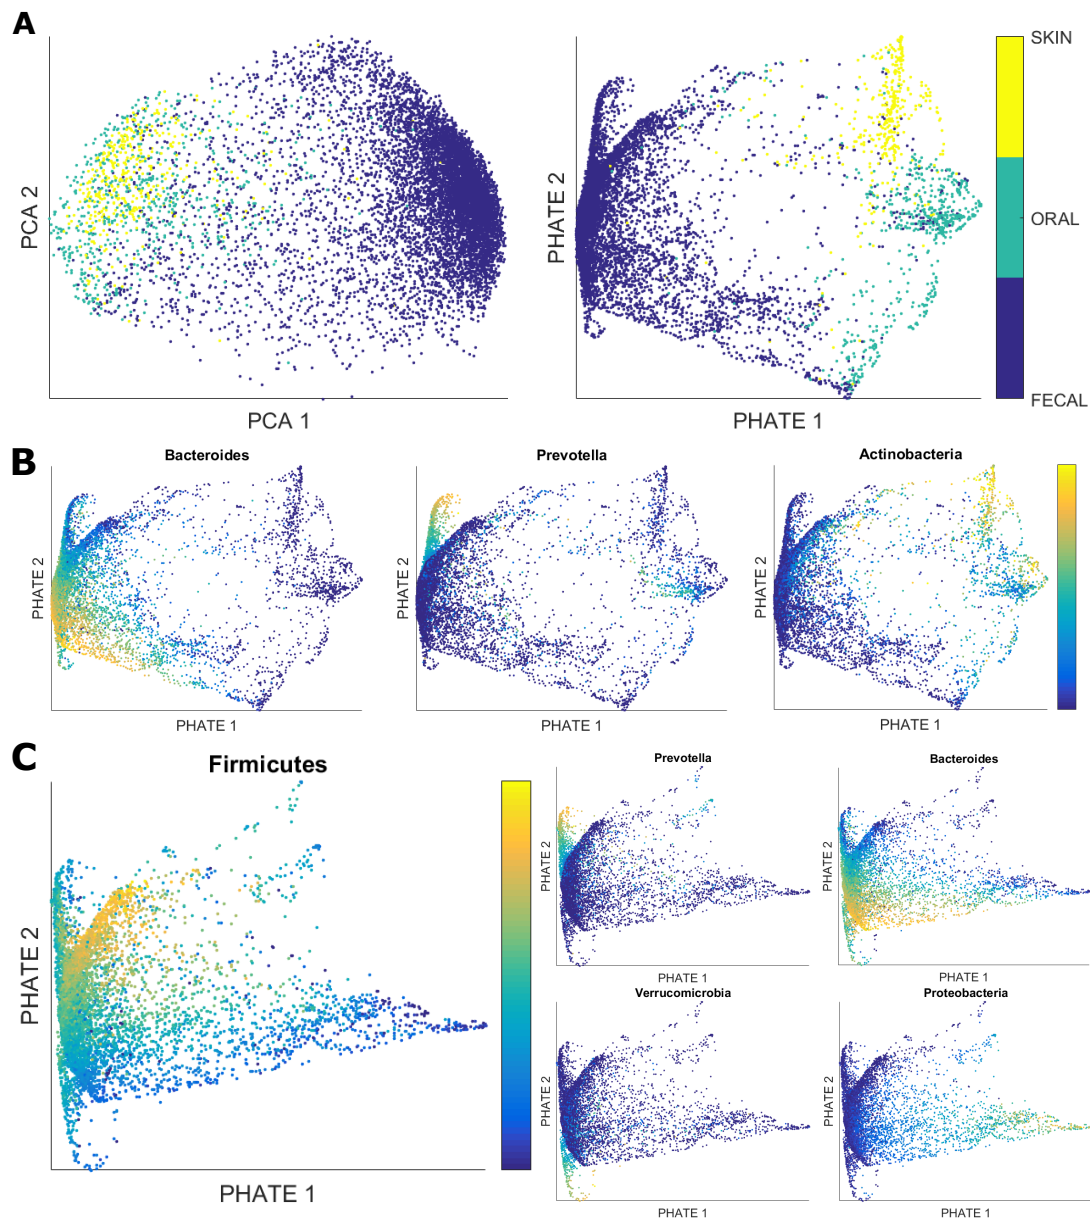 A
PCA 2
PCA 1
PHATE 2
PHATE 1
SKIN
ORAL
FECAL
B
Bacteroides
PHATE 2
PHATE 1
Prevotella
PHATE 2
PHATE 1
Actinobacteria
PHATE 2
PHATE 1
C
Firmicutes
PHATE 2
PHATE 1
Prevotella
PHATE 2
PHATE 1
Bacteroides
PHATE 2
PHATE 1
Verrucomicrobia
PHATE 2
PHATE 1
Proteobacteria
PHATE 2
PHATE 1